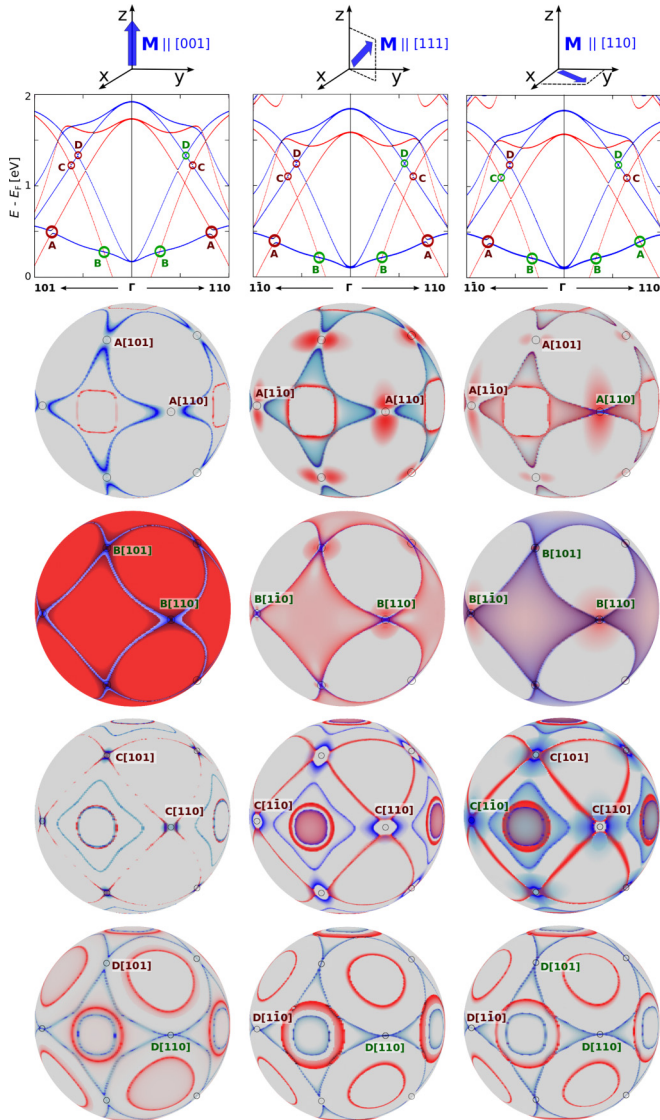 z z z
M || [001] M || [111] M || [110]
x y x y x y
2
1
0
E - E_F [eV]
D D D D D D
C C C C C C
A A A A A A
B B B B B B
101 Γ 110 11̄0 Γ 110 11̄0 Γ 110
A[101] A[101]
A[110] A[11̄0] A[110] A[11̄0] A[110]
B[101] B[101]
B[110] B[11̄0] B[110] B[11̄0] B[110]
C[101] C[101]
C[110] C[11̄0] C[110] C[11̄0] C[110]
D[101] D[101]
D[110] D[11̄0] D[110] D[11̄0] D[110]